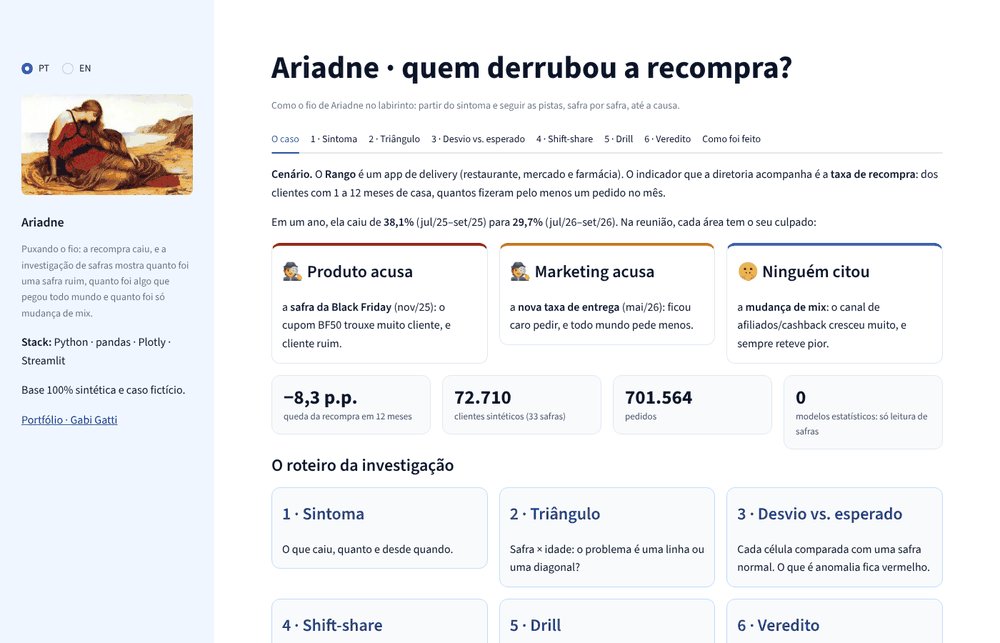 PT
EN
Ariadne
Puxando o fio: a recompra caiu, e a
investigação de safras mostra quanto foi
uma safra ruim, quanto foi algo que
pegou todo mundo e quanto foi só
mudança de mix.
Stack: Python · pandas · Plotly ·
Streamlit
Base 100% sintética e caso fictício.
Portfólio · Gabi Gatti
Ariadne · quem derrubou a recompra?
Como o fio de Ariadne no labirinto: partir do sintoma e seguir as pistas, safra por safra, até a causa.
O caso
1 · Sintoma
2 · Triângulo
3 · Desvio vs. esperado
4 · Shift-share
5 · Drill
6 · Veredito
Como foi feito
Cenário. O Rango é um app de delivery (restaurante, mercado e farmácia). O indicador que a diretoria acompanha é a taxa de recompra: dos
clientes com 1 a 12 meses de casa, quantos fizeram pelo menos um pedido no mês.
Em um ano, ela caiu de 38,1% (jul/25–set/25) para 29,7% (jul/26–set/26). Na reunião, cada área tem o seu culpado:
Produto acusa
a safra da Black Friday (nov/25): o
cupom BF50 trouxe muito cliente, e
cliente ruim.
Marketing acusa
a nova taxa de entrega (mai/26): ficou
caro pedir, e todo mundo pede menos.
Ninguém citou
a mudança de mix: o canal de
afiliados/cashback cresceu muito, e
sempre reteve pior.
−8,3 p.p.
queda da recompra em 12 meses
72.710
clientes sintéticos (33 safras)
701.564
pedidos
0
modelos estatísticos: só leitura de
safras
O roteiro da investigação
1 · Sintoma
O que caiu, quanto e desde quando.
2 · Triângulo
Safra × idade: o problema é uma linha ou
uma diagonal?
3 · Desvio vs. esperado
Cada célula comparada com uma safra
normal. O que é anomalia fica vermelho.
4 · Shift-share
5 · Drill
6 · Veredito